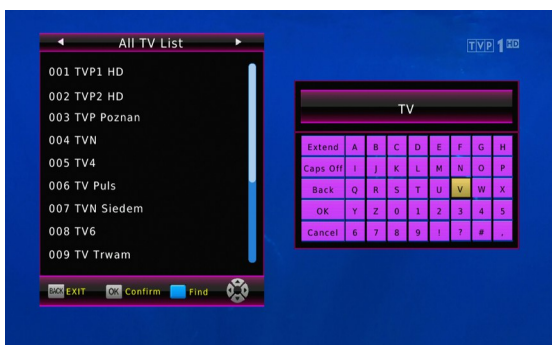 All TV List
TVP 1 HD
001 TVP1 HD
002 TVP2 HD
003 TVP Poznan
004 TVN
005 TV4
006 TV Puls
007 TVN Siedem
008 TV6
009 TV Trwam
BACK EXIT OK Confirm Find
TV
Extend A B C D E F G H
Caps Off I J K L M N O P
Back Q R S T U V W X
OK Y Z 0 1 2 3 4 5
Cancel 6 7 8 9 ! ? # .